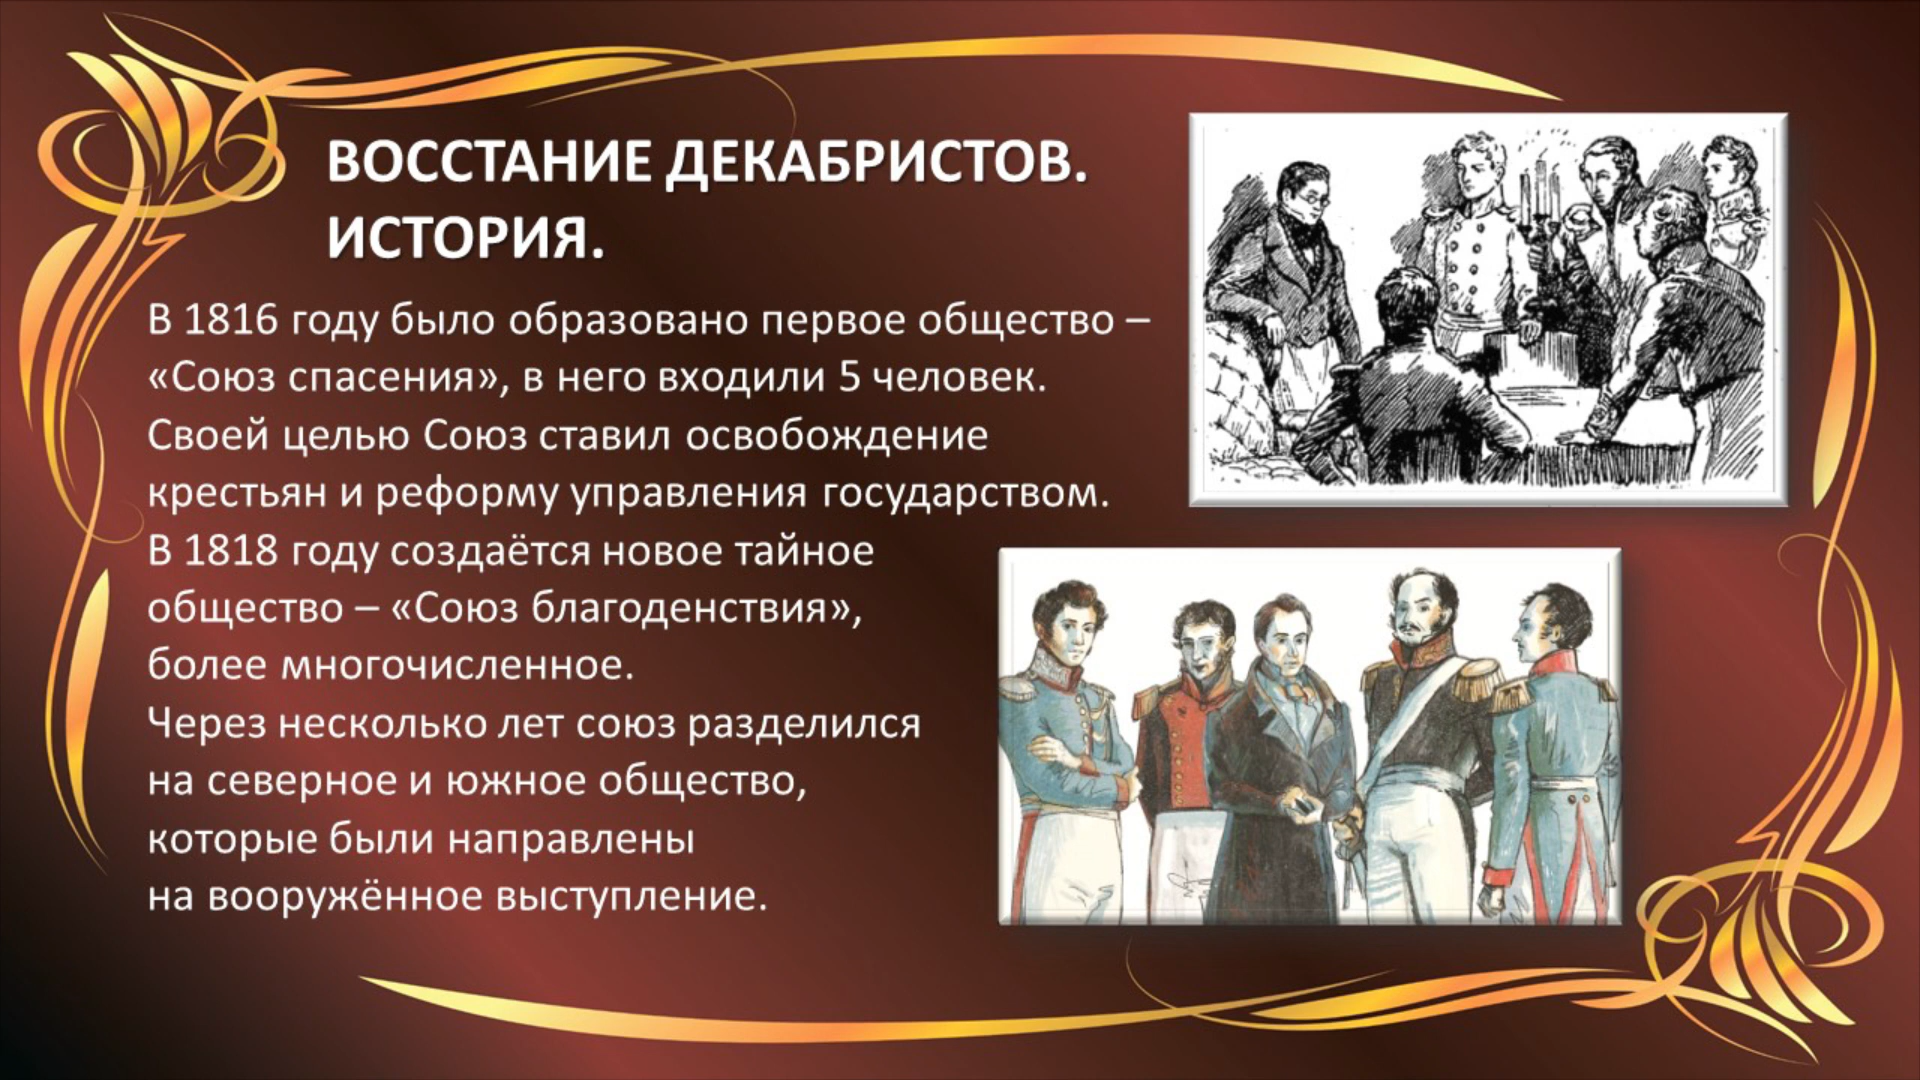 ВОССТАНИЕ ДЕКАБРИСТОВ.
ИСТОРИЯ.
В 1816 году было образовано первое общество –
«Союз спасения», в него входили 5 человек.
Своей целью Союз ставил освобождение
крестьян и реформу управления государством.
В 1818 году создаётся новое тайное
общество – «Союз благоденствия»,
более многочисленное.
Через несколько лет союз разделился
на северное и южное общество,
которые были направлены
на вооружённое выступление.